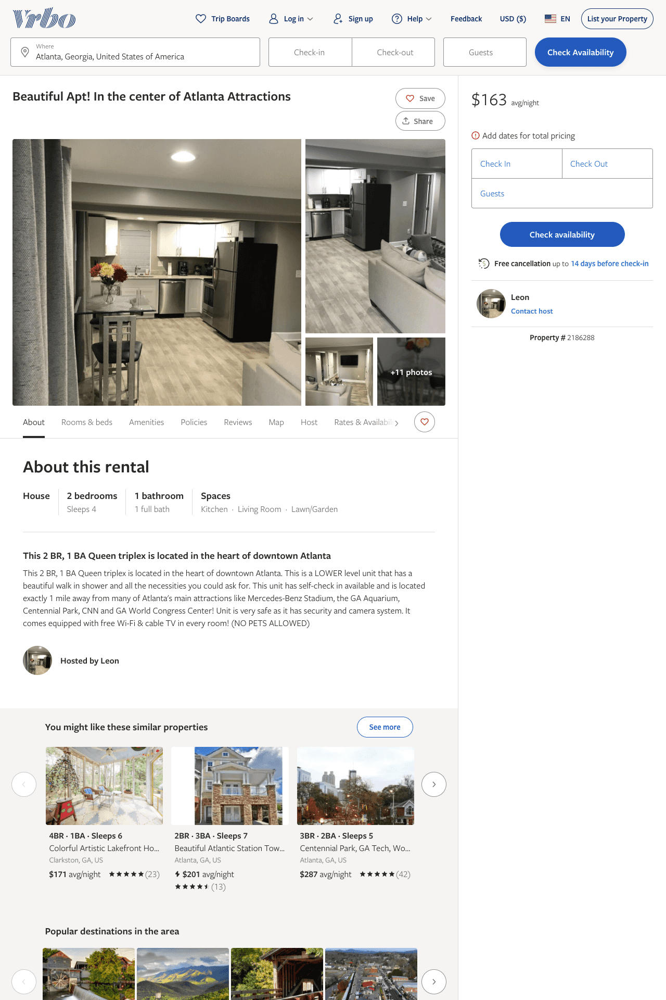 Vrbo
Trip Boards
Log in
Sign up
Help
Feedback
USD ($)
EN
List your Property
Where
Atlanta, Georgia, United States of America
Check-in
Check-out
Guests
Check Availability
Beautiful Apt! In the center of Atlanta Attractions
Save
Share
+11 photos
$163 avg/night
Add dates for total pricing
Check In
Check Out
Guests
Check availability
Free cancellation up to 14 days before check-in
Leon
Contact host
Property # 2186288
About
Rooms & beds
Amenities
Policies
Reviews
Map
Host
Rates & Availabili
About this rental
House
2 bedrooms
Sleeps 4
1 bathroom
1 full bath
Spaces
Kitchen · Living Room · Lawn/Garden
This 2 BR, 1 BA Queen triplex is located in the heart of downtown Atlanta
This 2 BR, 1 BA Queen triplex is located in the heart of downtown Atlanta. This is a LOWER level unit that has a
beautiful walk in shower and all the necessities you could ask for. This unit has self-check in available and is located
exactly 1 mile away from many of Atlanta's main attractions like Mercedes-Benz Stadium, the GA Aquarium,
Centennial Park, CNN and GA World Congress Center! Unit is very safe as it has security and camera system. It
comes equipped with free Wi-Fi & cable TV in every room! (NO PETS ALLOWED)
Hosted by Leon
You might like these similar properties
See more
4BR · 1BA · Sleeps 6
Colorful Artistic Lakefront Ho...
Clarkston, GA, US
$171 avg/night
(23)
2BR · 3BA · Sleeps 7
Beautiful Atlantic Station Tow...
Atlanta, GA, US
$201 avg/night
(13)
3BR · 2BA · Sleeps 5
Centennial Park, GA Tech, Wo...
Atlanta, GA, US
$287 avg/night
(42)
Popular destinations in the area